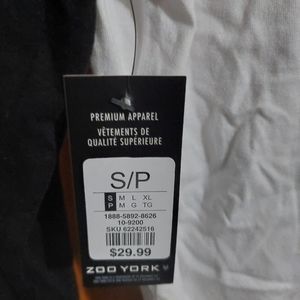 PREMIUM APPAREL
VÊTEMENTS DE
QUALITÉ SUPÉRIEURE
S/P
S M L XL
P M G TG
1888-5892-8626
10-9200
SKU 62242516
$29.99
ZOO YORK